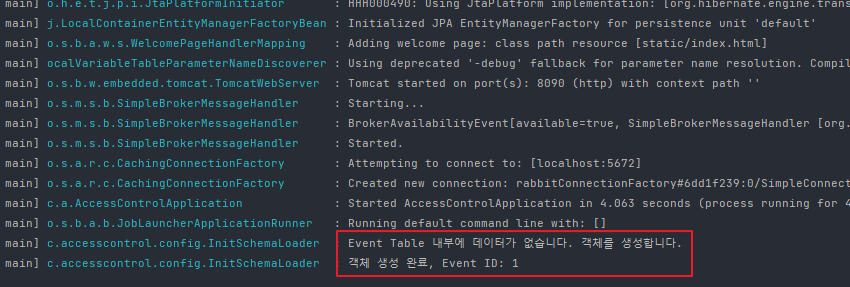 main] o.h.e.t.j.p.i.JtaPlatformInitiator : HHH000490: Using JtaPlatform implementation: [org.hibernate.engine.trans
main] j.LocalContainerEntityManagerFactoryBean : Initialized JPA EntityManagerFactory for persistence unit 'default'
main] o.s.b.a.w.s.WelcomePageHandlerMapping : Adding welcome page: class path resource [static/index.html]
main] ocalVariableTableParameterNameDiscoverer : Using deprecated '-debug' fallback for parameter name resolution. Compil
main] o.s.b.w.embedded.tomcat.TomcatWebServer : Tomcat started on port(s): 8090 (http) with context path ''
main] o.s.m.s.b.SimpleBrokerMessageHandler : Starting...
main] o.s.m.s.b.SimpleBrokerMessageHandler : BrokerAvailabilityEvent[available=true, SimpleBrokerMessageHandler [org.
main] o.s.m.s.b.SimpleBrokerMessageHandler : Started.
main] o.s.a.r.c.CachingConnectionFactory : Attempting to connect to: [localhost:5672]
main] o.s.a.r.c.CachingConnectionFactory : Created new connection: rabbitConnectionFactory#6dd1f239:0/SimpleConnect
main] c.a.AccessControlApplication : Started AccessControlApplication in 4.063 seconds (process running for 4
main] o.s.b.a.b.JobLauncherApplicationRunner : Running default command line with: []
main] c.accesscontrol.config.InitSchemaLoader : Event Table 내부에 데이터가 없습니다. 객체를 생성합니다.
main] c.accesscontrol.config.InitSchemaLoader : 객체 생성 완료, Event ID: 1